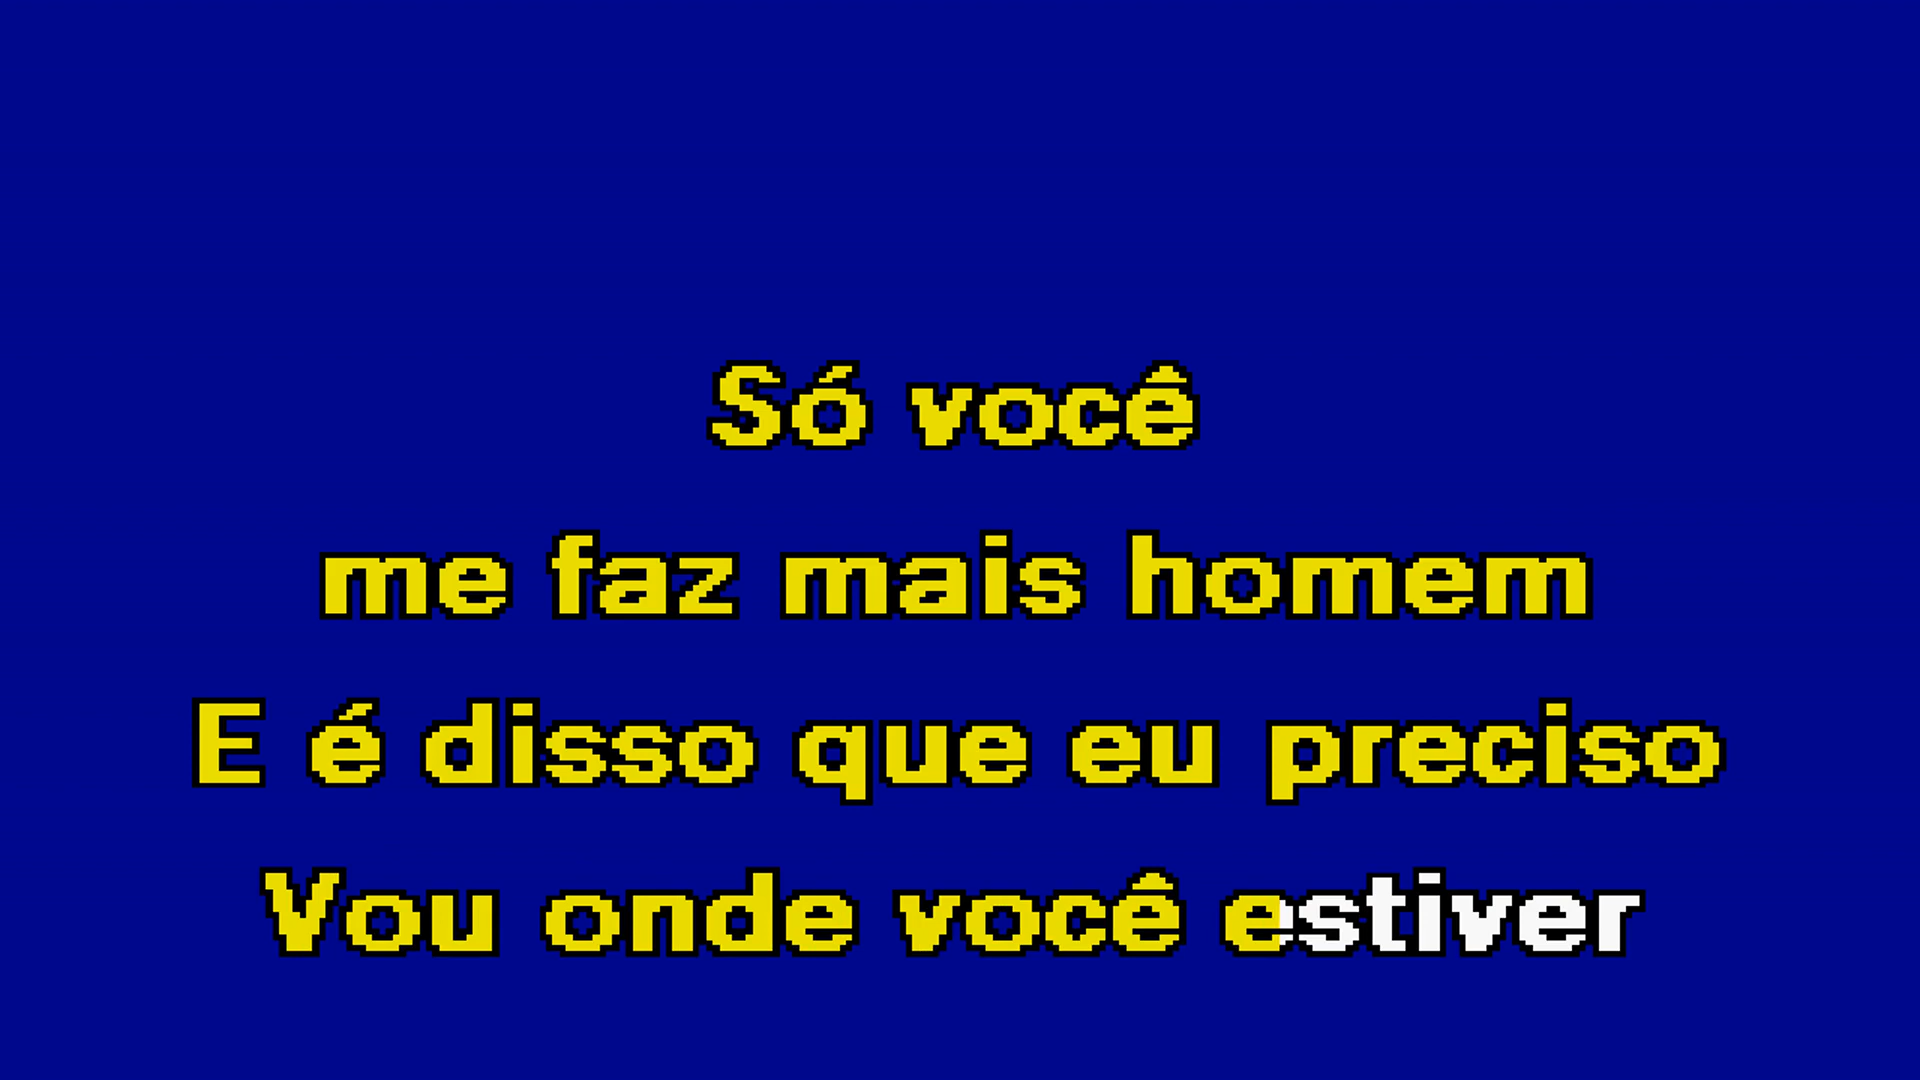 Só você
me faz mais homem
E é disso que eu preciso
Vou onde você estiver